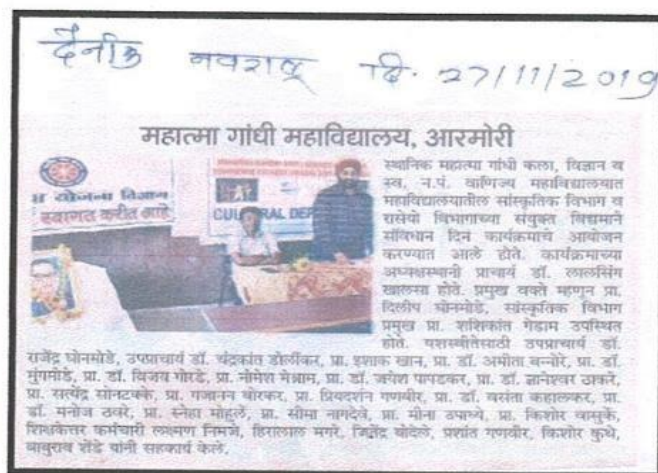 दैनीक नवराष्ट्र दि. 27/11/2019
महात्मा गांधी महाविद्यालय, आरमोरी
योजना विभाग
स्वागत करीत आहे
CULTURAL DEP
स्थानिक महात्मा गांधी कला, विज्ञान व
स्व. न.पं. वाणिज्य महाविद्यालयात
महाविद्यालयातील सांस्कृतिक विभाग व
रासेयो विभागाच्या संयुक्त विद्यमाने
संविधान दिन कार्यक्रमाचे आयोजन
करण्यात आले होते. कार्यक्रमाच्या
अध्यक्षस्थानी प्राचार्य डॉ. लालसिंग
खालसा होते. प्रमुख वक्ते म्हणून प्रा.
दिलीप घोनमोडे, सांस्कृतिक विभाग
प्रमुख प्रा. शशिकांत गेडाम उपस्थित
होते. यशस्वीतेसाठी उपप्राचार्य डॉ.
राजेंद्र घोनमोडे, उपप्राचार्य डॉ. चंद्रकांत डोर्लीकर, प्रा. इशाक खान, प्रा. डॉ. अमीता बन्नोरे, प्रा. डॉ.
मुंगमोडे, प्रा. डॉ. विजय गोरडे, प्रा. नोमेश मेश्राम, प्रा. डॉ. जयेश पापडकर, प्रा. डॉ. ज्ञानेश्वर ठाकरे,
प्रा. सत्येंद्र सोनटक्के, प्रा. गजानन बोरकर, प्रा. प्रियदर्शन गणवीर, प्रा. डॉ. वसंता कहालकर, प्रा.
डॉ. मनोज ठवरे, प्रा. स्नेहा मोहुर्ले, प्रा. सीमा नागदेवे, प्रा. मीना उपाध्ये, प्रा. किशोर वासुर्के,
शिक्षकेत्तर कर्मचारी लक्ष्मण निमजे, हिरालाल मगरे, जितेंद्र बोदेले, प्रशांत गणवीर, किशोर कुथे,
बाबुराव शेंडे यांनी सहकार्य केले.